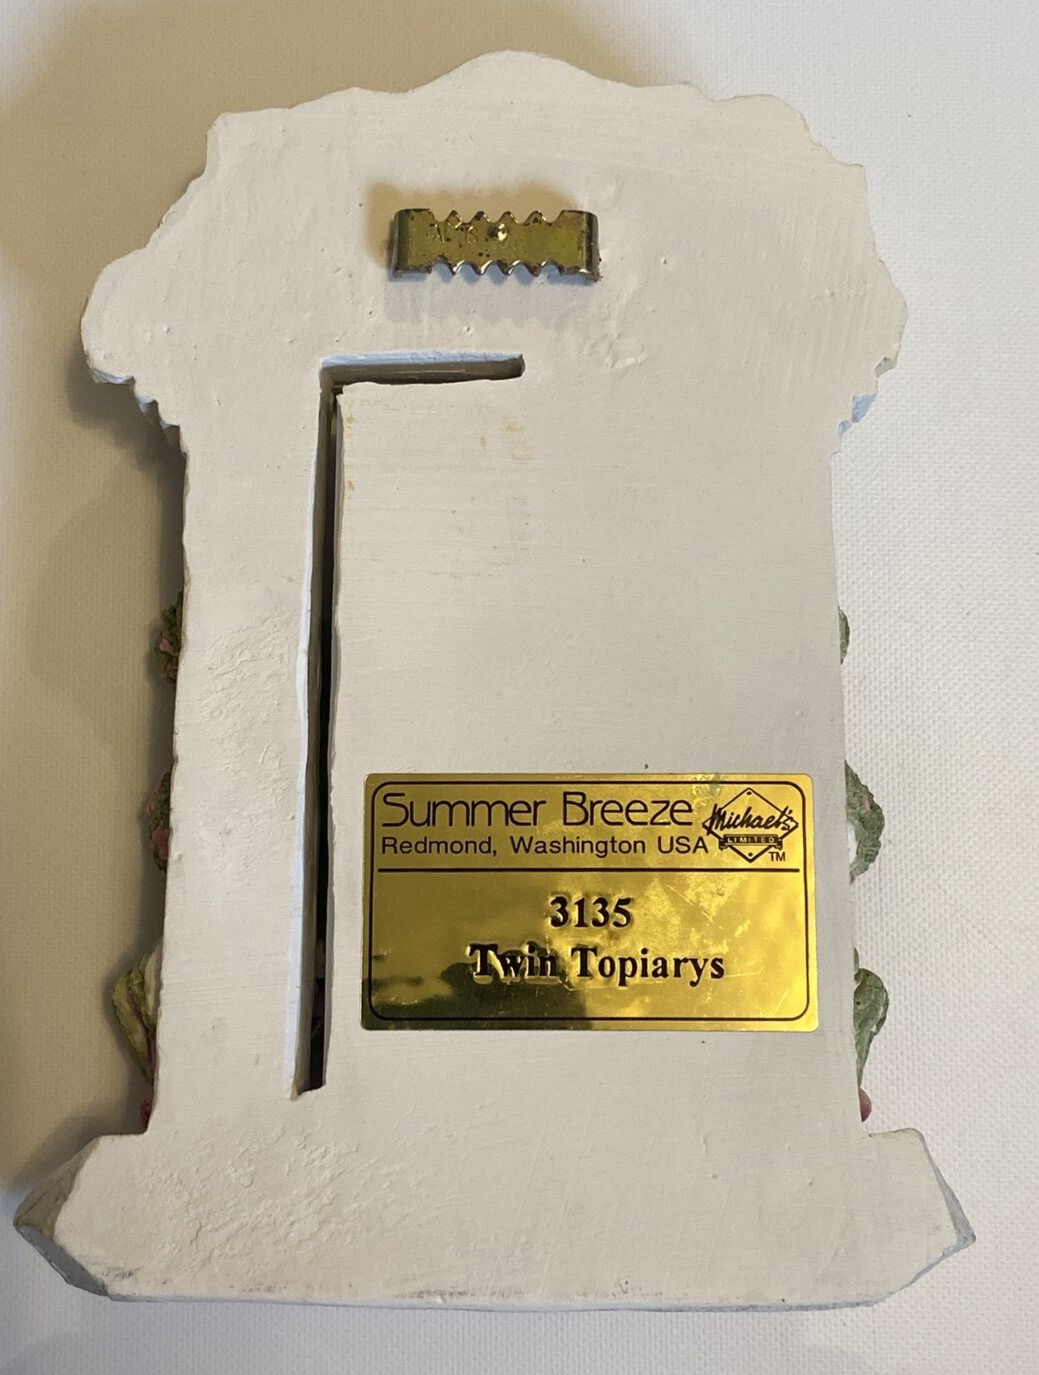 Summer Breeze
Redmond, Washington USA
Michael's
LIMITED
TM
3135
Twin Topiarys